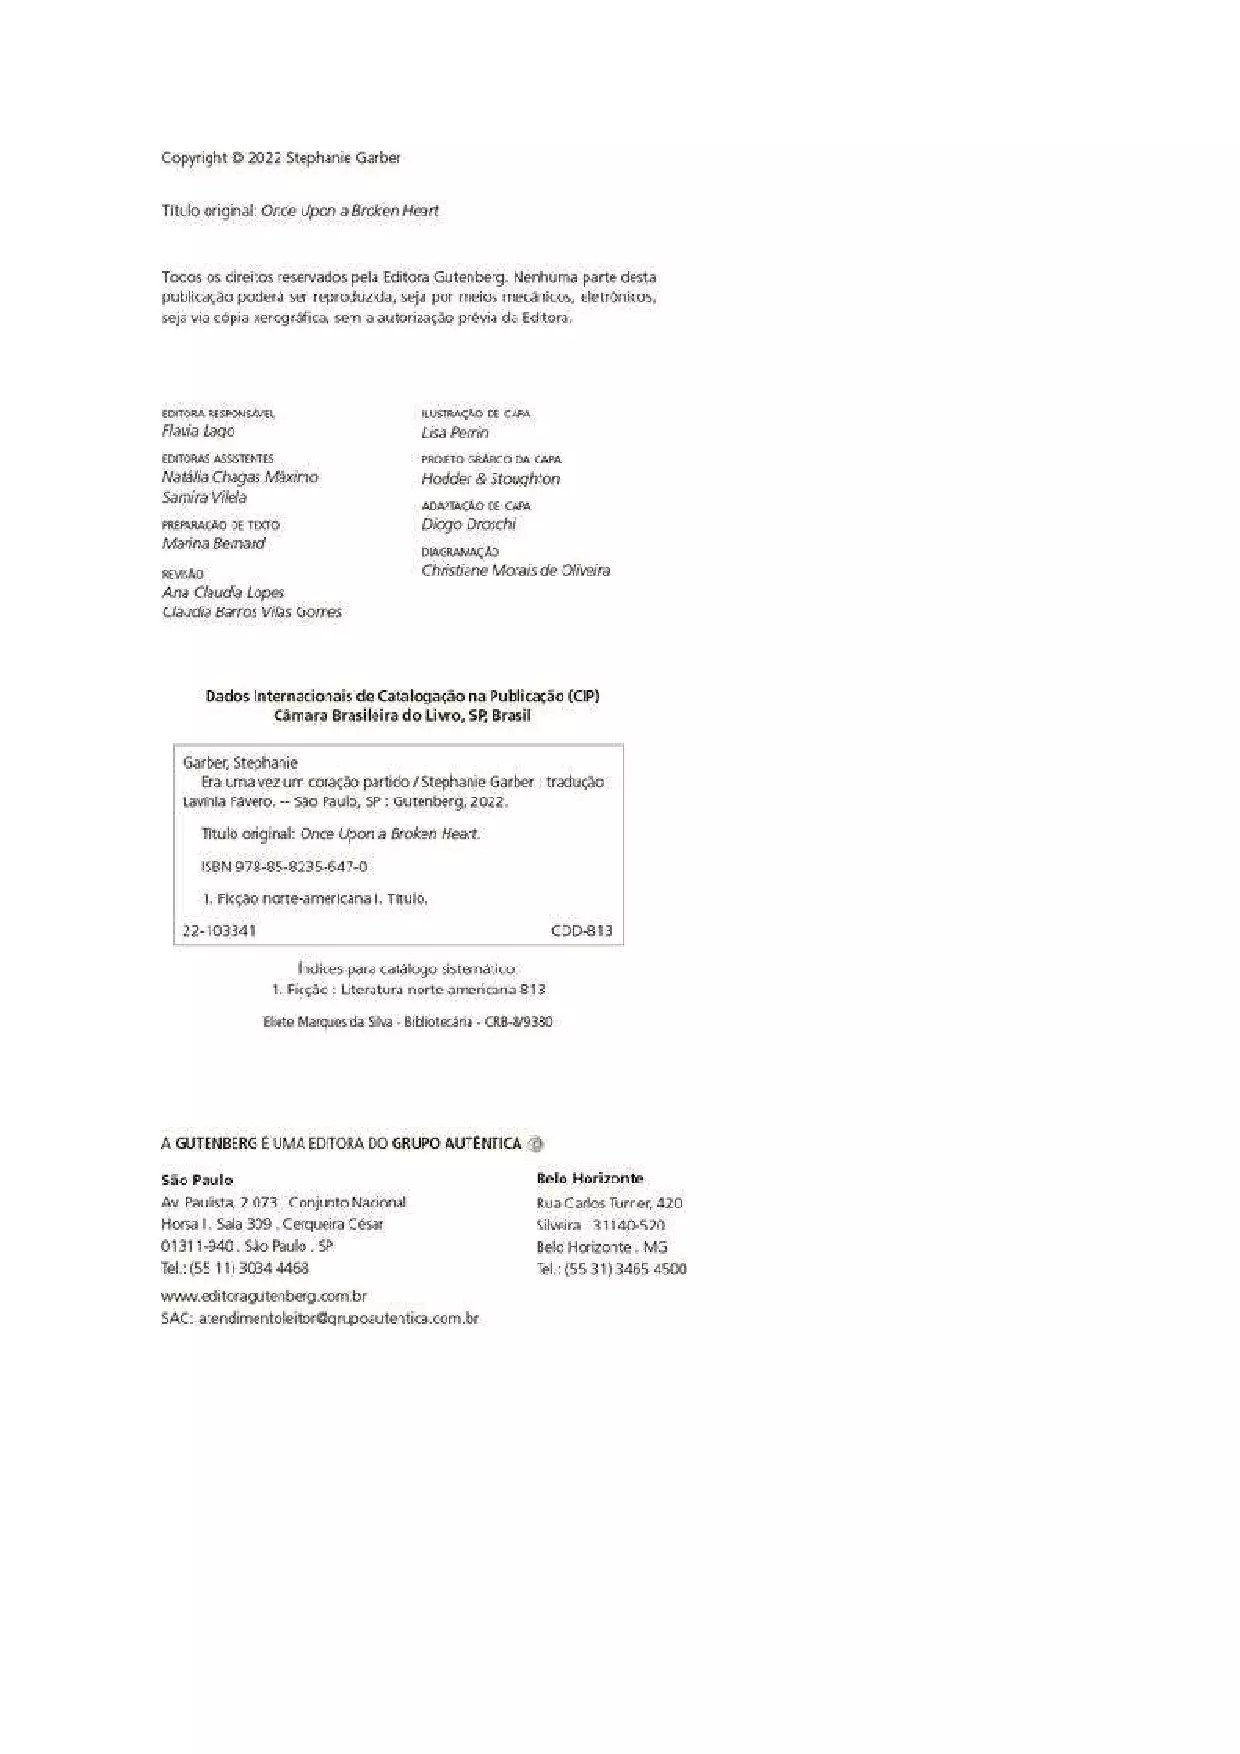 Copyright © 2022 Stephanie Garber
Título original: Once Upon a Broken Heart
Todos os direitos reservados pela Editora Gutenberg. Nenhuma parte desta
publicação poderá ser reproduzida, seja por meios mecânicos, eletrônicos,
seja via cópia xerográfica, sem a autorização prévia da Editora.
EDITORA RESPONSÁVEL
Flavia Lago
EDITORAS ASSISTENTES
Natália Chagas Máximo
Samira Vilela
PREPARAÇÃO DE TEXTO
Marina Bernard
REVISÃO
Ana Claudia Lopes
Claudia Barros Vilas Gomes
ILUSTRAÇÃO DE CAPA
Lisa Perrin
PROJETO GRÁFICO DA CAPA
Hodder & Stoughton
ADAPTAÇÃO DE CAPA
Diogo Droschi
DIAGRAMAÇÃO
Christiane Morais de Oliveira
Dados Internacionais de Catalogação na Publicação (CIP)
Câmara Brasileira do Livro, SP, Brasil
Garber, Stephanie
Era uma vez um coração partido / Stephanie Garber ; tradução
Lavínia Fávero. -- São Paulo, SP : Gutenberg, 2022.
Título original: Once Upon a Broken Heart.
ISBN 978-85-8235-647-0
1. Ficção norte-americana I. Título.
22-103341 CDD-813
Índices para catálogo sistemático:
1. Ficção : Literatura norte-americana 813
Eliete Marques da Silva - Bibliotecária - CRB-8/9380
A GUTENBERG É UMA EDITORA DO GRUPO AUTÊNTICA
São Paulo
Av. Paulista, 2.073 . Conjunto Nacional
Horsa I . Sala 309 . Cerqueira César
01311-940 . São Paulo . SP
Tel.: (55 11) 3034 4468
Belo Horizonte
Rua Carlos Turner, 420
Silveira . 31140-520
Belo Horizonte . MG
Tel.: (55 31) 3465 4500
www.editoragutenberg.com.br
SAC: atendimentoleitor@grupoautentica.com.br